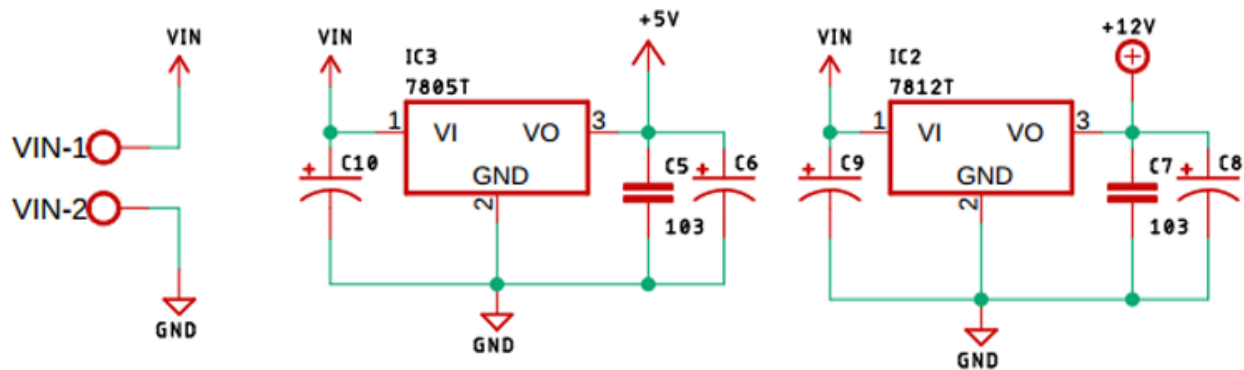 VIN
VIN-1
VIN-2
GND
VIN
IC3
7805T
+5V
1
VI
VO
3
GND
2
C10
C5
C6
103
GND
VIN
IC2
7812T
+12V
1
VI
VO
3
GND
2
C9
C7
C8
103
GND